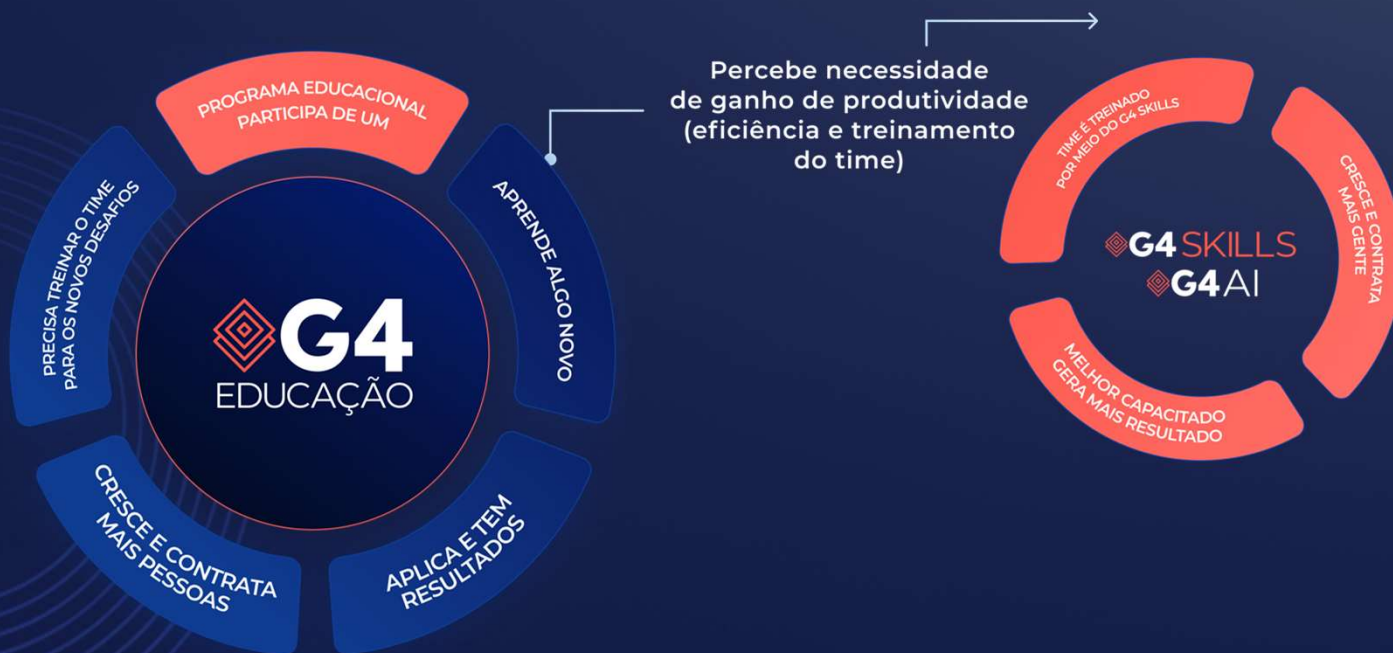 PROGRAMA EDUCACIONAL
PARTICIPA DE UM
APRENDE ALGO NOVO
APLICA E TEM
RESULTADOS
CRESCE E CONTRATA
MAIS PESSOAS
PRECISA TREINAR O TIME
PARA OS NOVOS DESAFIOS
G4
EDUCAÇÃO
Percebe necessidade
de ganho de produtividade
(eficiência e treinamento
do time)
TIME É TREINADO
POR MEIO DO G4 SKILLS
CRESCE E CONTRATA
MAIS GENTE
MELHOR CAPACITADO
GERA MAIS RESULTADO
G4 SKILLS
G4 AI